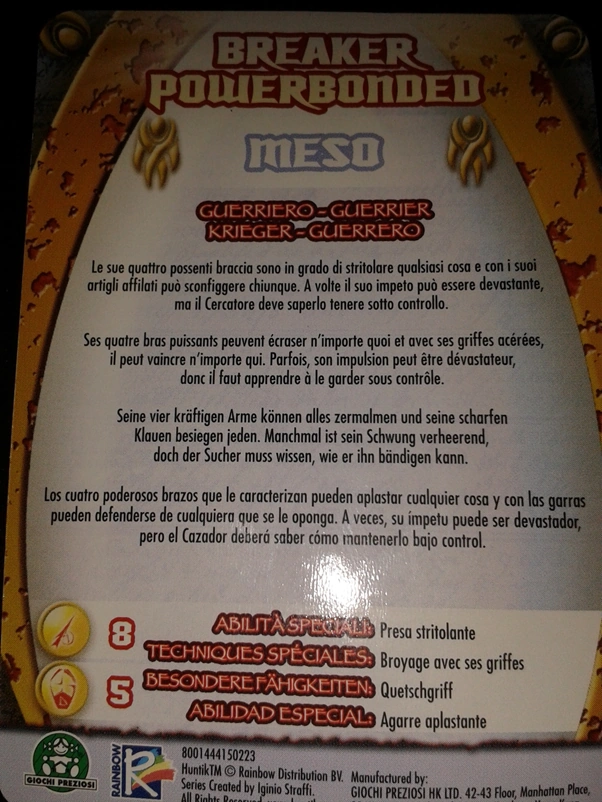 BREAKER
POWERBONDED
MESO
GUERRIERO - GUERRIER
KRIEGER - GUERRERO
Le sue quattro possenti braccia sono in grado di stritolare qualsiasi cosa e con i suoi
artigli affilati può sconfiggere chiunque. A volte il suo impeto può essere devastante,
ma il Cercatore deve saperlo tenere sotto controllo.
Ses quatre bras puissants peuvent écraser n'importe quoi et avec ses griffes acérées,
il peut vaincre n'importe qui. Parfois, son impulsion peut être dévastateur,
donc il faut apprendre à le garder sous contrôle.
Seine vier kräftigen Arme können alles zermalmen und seine scharfen
Klauen besiegen jeden. Manchmal ist sein Schwung verheerend,
doch der Sucher muss wissen, wie er ihn bändigen kann.
Los cuatro poderosos brazos que le caracterizan pueden aplastar cualquier cosa y con las garras
pueden defenderse de cualquiera que se le oponga. A veces, su ímpetu puede ser devastador,
pero el Cazador deberá saber cómo mantenerlo bajo control.
8
5
ABILITÀ SPECIALI: Presa stritolante
TECHNIQUES SPÉCIALES: Broyage avec ses griffes
BESONDERE FÄHIGKEITEN: Quetschgriff
ABILIDAD ESPECIAL: Agarre aplastante
GIOCHI PREZIOSI
RAINBOW
R
8001444150223
HuntikTM © Rainbow Distribution BV.
Series Created by Iginio Straffi.
All Rights Reserved
Manufactured by:
GIOCHI PREZIOSI HK LTD. 42-43 Floor, Manhattan Place,